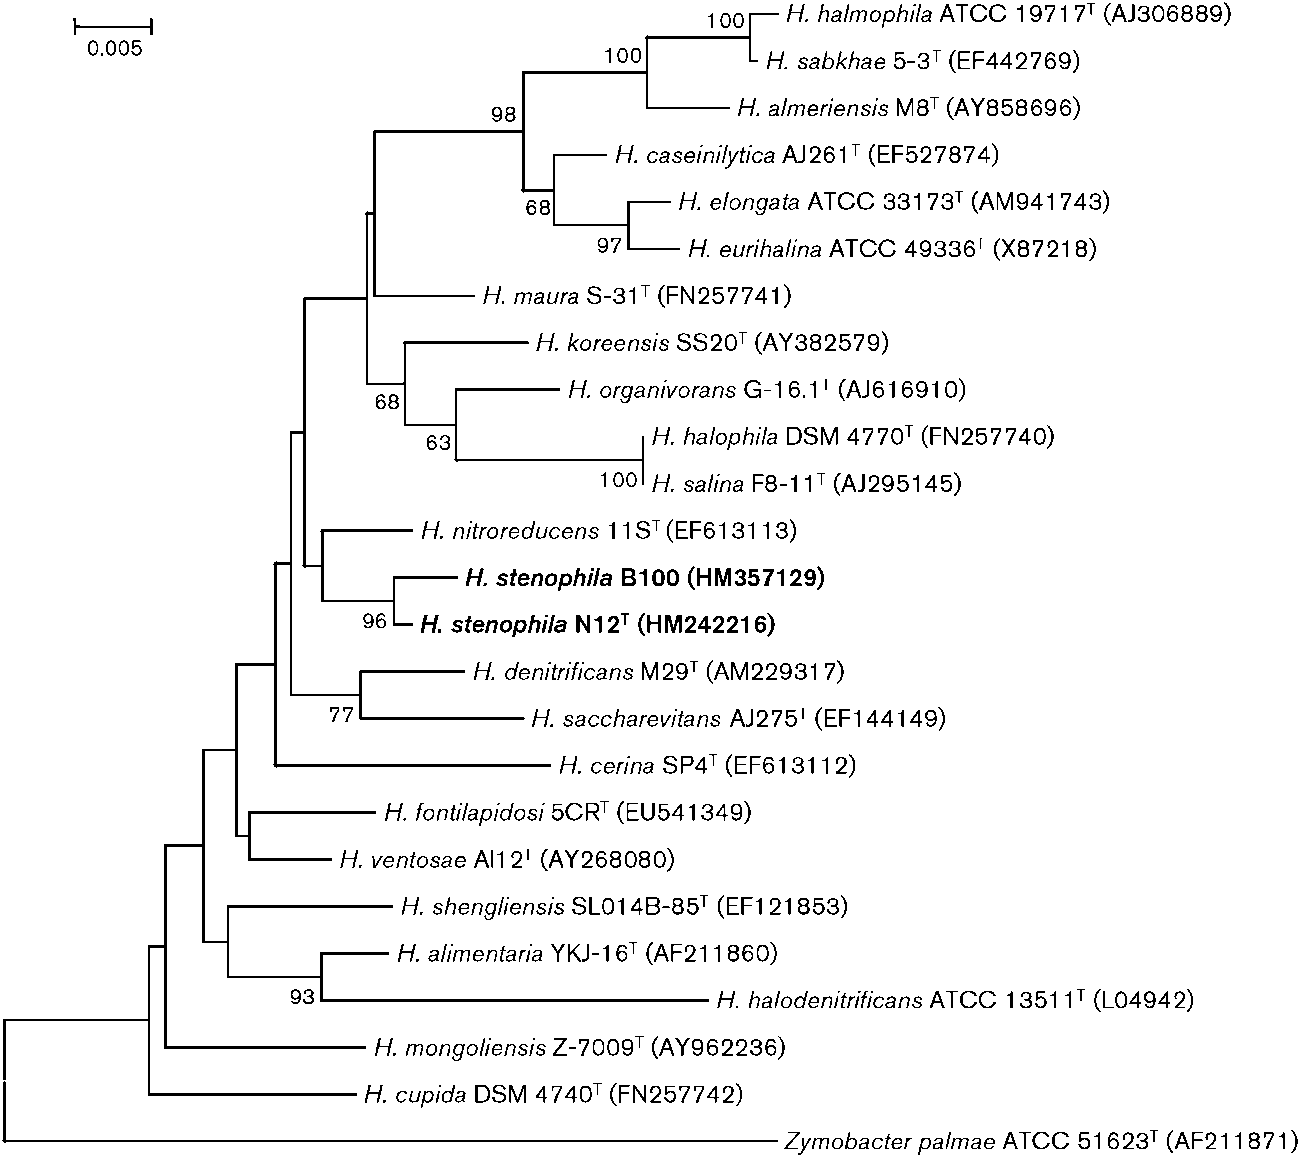 H. halmophila ATCC 19717ᵀ (AJ306889)
100
0.005
H. sabkhae 5-3ᵀ (EF442769)
100
H. almeriensis M8ᵀ (AY858696)
98
H. caseinilytica AJ261ᵀ (EF527874)
H. elongata ATCC 33173ᵀ (AM941743)
68
97
H. eurihalina ATCC 49336ᵀ (X87218)
H. maura S-31ᵀ (FN257741)
H. koreensis SS20ᵀ (AY382579)
H. organivorans G-16.1ᵀ (AJ616910)
68
H. halophila DSM 4770ᵀ (FN257740)
63
100
H. salina F8-11ᵀ (AJ295145)
H. nitroreducens 11Sᵀ (EF613113)
H. stenophila B100 (HM357129)
96
H. stenophila N12ᵀ (HM242216)
H. denitrificans M29ᵀ (AM229317)
77
H. saccharevitans AJ275ᵀ (EF144149)
H. cerina SP4ᵀ (EF613112)
H. fontilapidosi 5CRᵀ (EU541349)
H. ventosae Al12ᵀ (AY268080)
H. shengliensis SL014B-85ᵀ (EF121853)
H. alimentaria YKJ-16ᵀ (AF211860)
93
H. halodenitrificans ATCC 13511ᵀ (L04942)
H. mongoliensis Z-7009ᵀ (AY962236)
H. cupida DSM 4740ᵀ (FN257742)
Zymobacter palmae ATCC 51623ᵀ (AF211871)